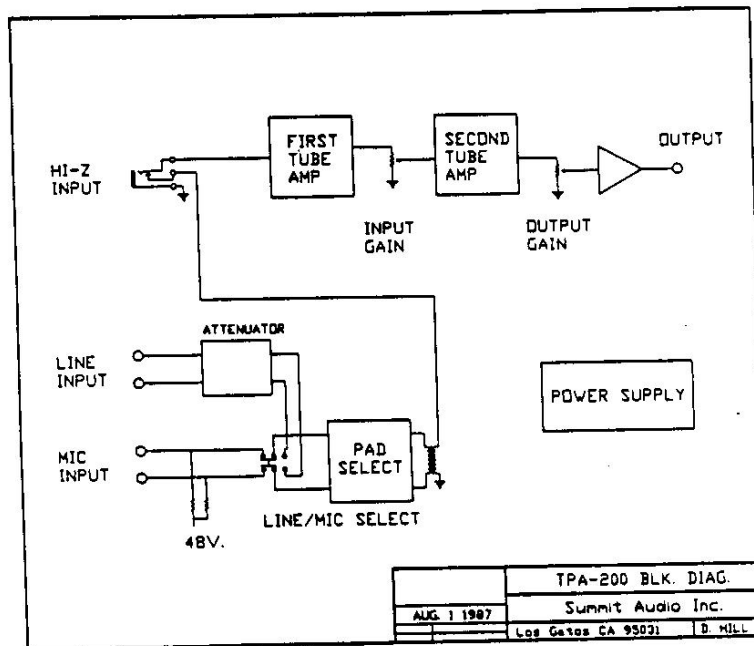 FIRST
TUBE
AMP
SECOND
TUBE
AMP
OUTPUT
HI-Z
INPUT
INPUT
GAIN
OUTPUT
GAIN
ATTENUATOR
LINE
INPUT
POWER SUPPLY
MIC
INPUT
PAD
SELECT
LINE/MIC SELECT
48V.
TPA-200 BLK. DIAG.
AUG. 1 1987
Summit Audio Inc.
Los Gatos CA 95031
D. HILL